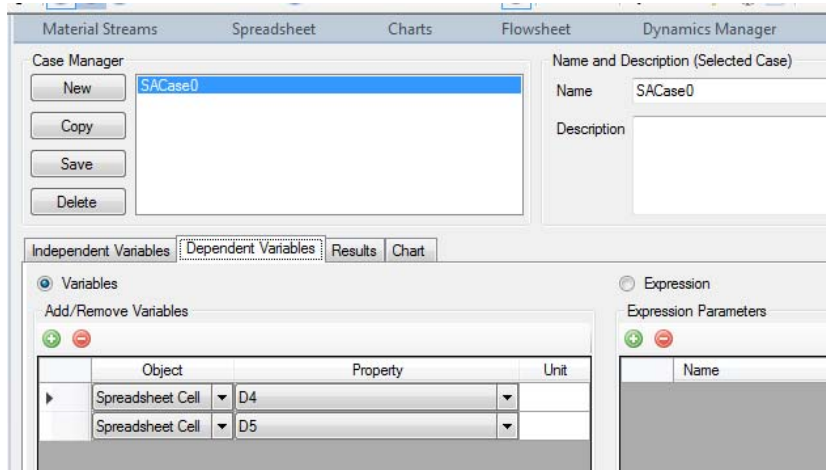 Material Streams Spreadsheet Charts Flowsheet Dynamics Manager
Case Manager
New
Copy
Save
Delete
SACase0
Name and Description (Selected Case)
Name SACase0
Description
Independent Variables Dependent Variables Results Chart
Variables
Add/Remove Variables
Object Property Unit
Spreadsheet Cell D4
Spreadsheet Cell D5
Expression
Expression Parameters
Name